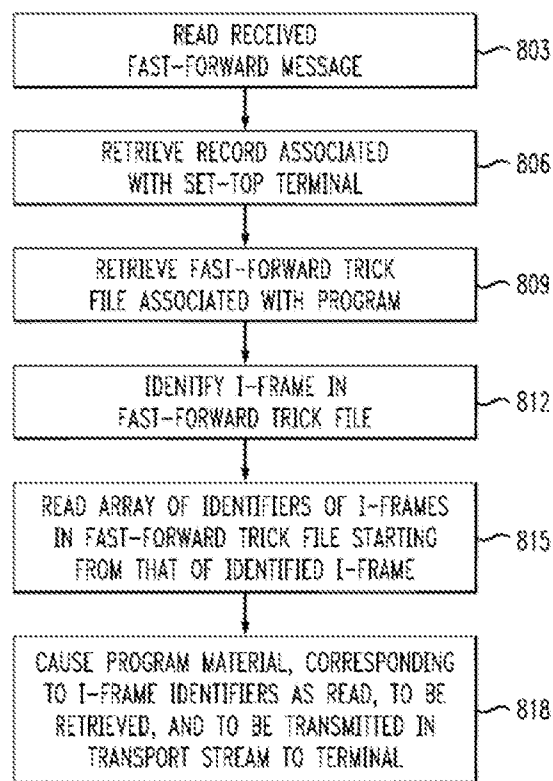 READ RECEIVED
FAST-FORWARD MESSAGE
803
RETRIEVE RECORD ASSOCIATED
WITH SET-TOP TERMINAL
806
RETRIEVE FAST-FORWARD TRICK
FILE ASSOCIATED WITH PROGRAM
809
IDENTIFY I-FRAME IN
FAST-FORWARD TRICK FILE
812
READ ARRAY OF IDENTIFIERS OF I-FRAMES
IN FAST-FORWARD TRICK FILE STARTING
FROM THAT OF IDENTIFIED I-FRAME
815
CAUSE PROGRAM MATERIAL, CORRESPONDING
TO I-FRAME IDENTIFIERS AS READ, TO BE
RETRIEVED, AND TO BE TRANSMITTED IN
TRANSPORT STREAM TO TERMINAL
818